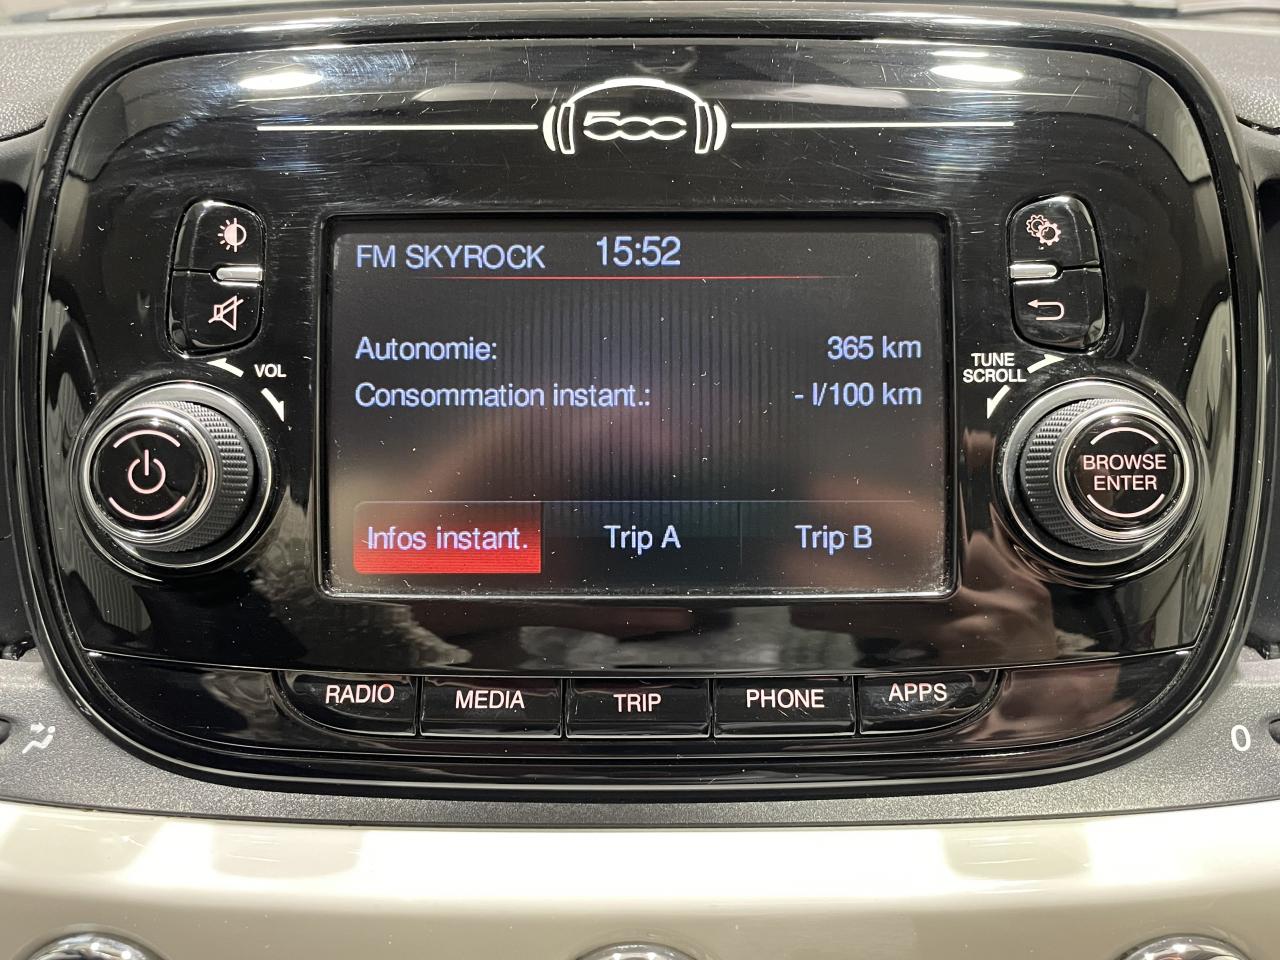 500
FM SKYROCK 15:52
VOL
TUNE
SCROLL
Autonomie: 365 km
Consommation instant.: - l/100 km
BROWSE
ENTER
Infos instant. Trip A Trip B
RADIO MEDIA TRIP PHONE APPS
0